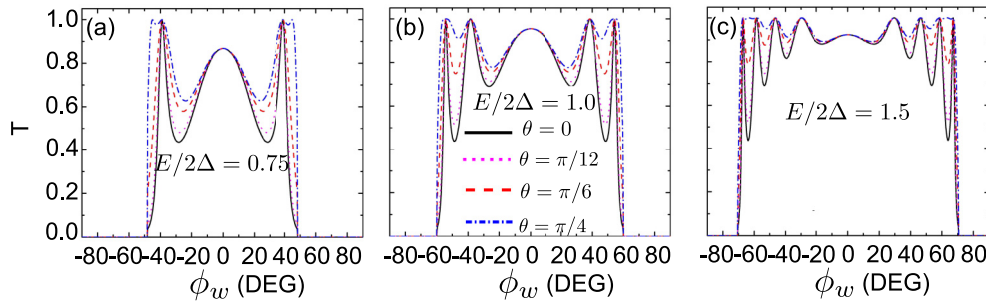 (a)
(b)
(c)
T
1.0
0.8
0.6
0.4
0.2
0.0
E/2Δ = 0.75
E/2Δ = 1.0
θ = 0
θ = π/12
θ = π/6
θ = π/4
E/2Δ = 1.5
-80-60-40-20 0 20 40 60 80
-80-60-40-20 0 20 40 60 80
-80-60-40-20 0 20 40 60 80
ϕw (DEG)
ϕw (DEG)
ϕw (DEG)